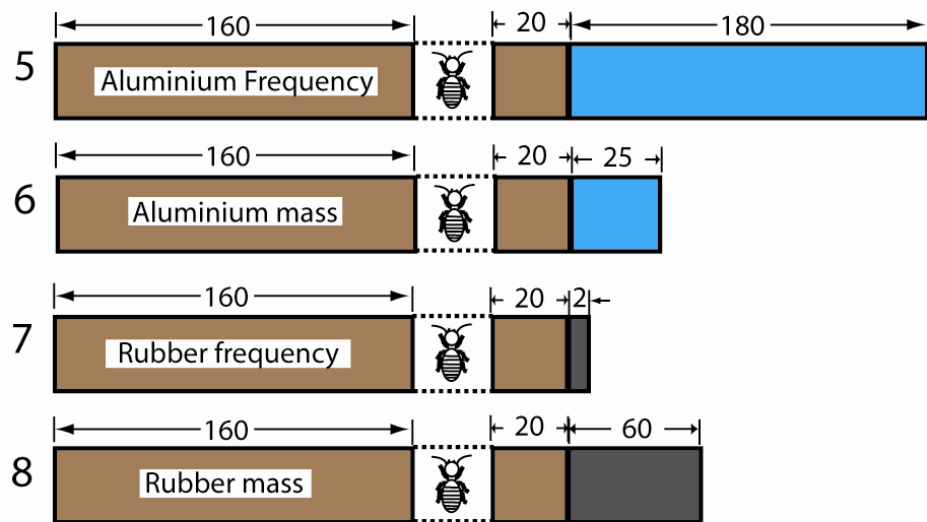 160 20 180
5 Aluminium Frequency
160 20 25
6 Aluminium mass
160 20 2
7 Rubber frequency
160 20 60
8 Rubber mass